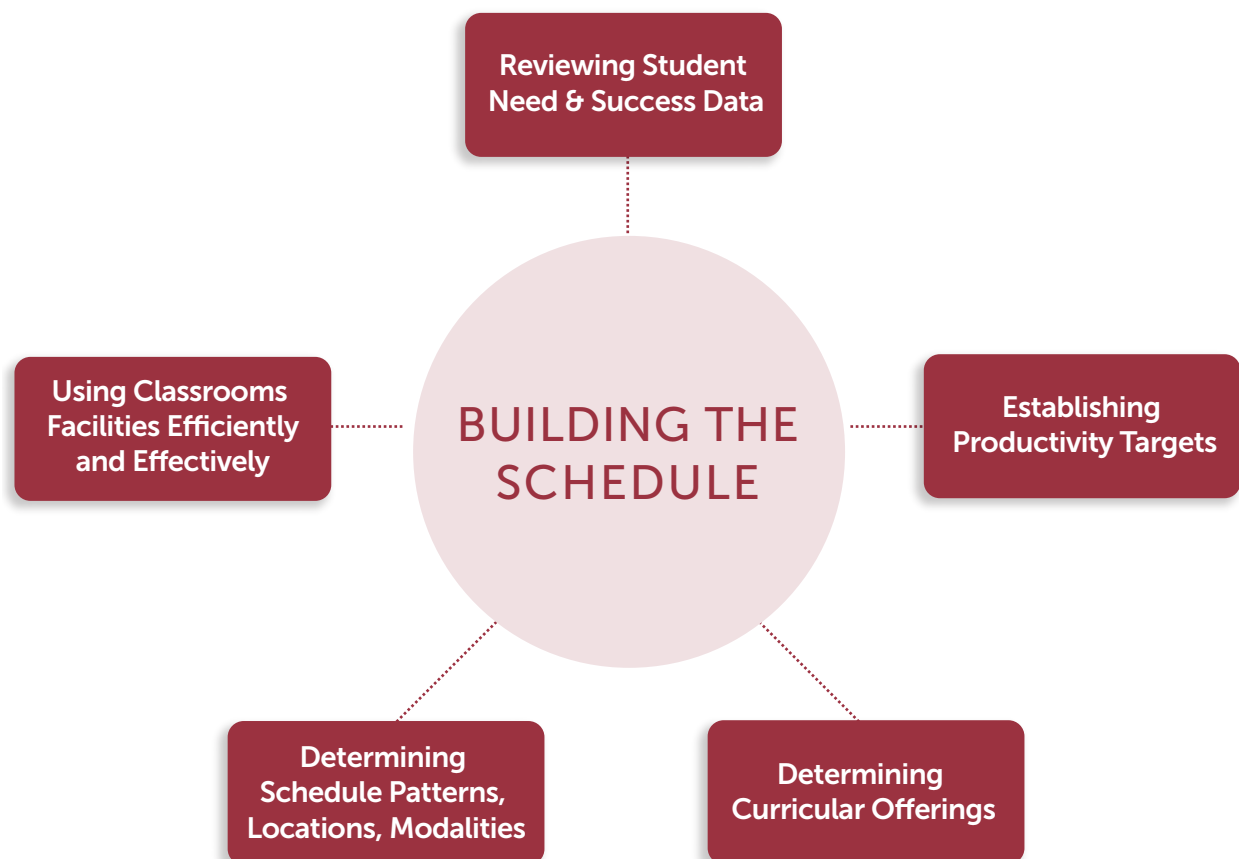 Reviewing Student
Need & Success Data
Using Classrooms
Facilities Efficiently
and Effectively
BUILDING THE
SCHEDULE
Establishing
Productivity Targets
Determining
Schedule Patterns,
Locations, Modalities
Determining
Curricular Offerings